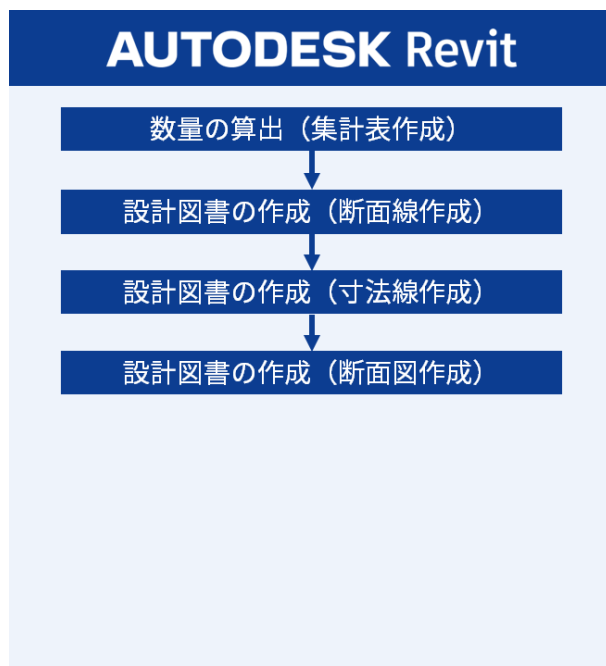 AUTODESK Revit
数量の算出（集計表作成）
設計図書の作成（断面線作成）
設計図書の作成（寸法線作成）
設計図書の作成（断面図作成）